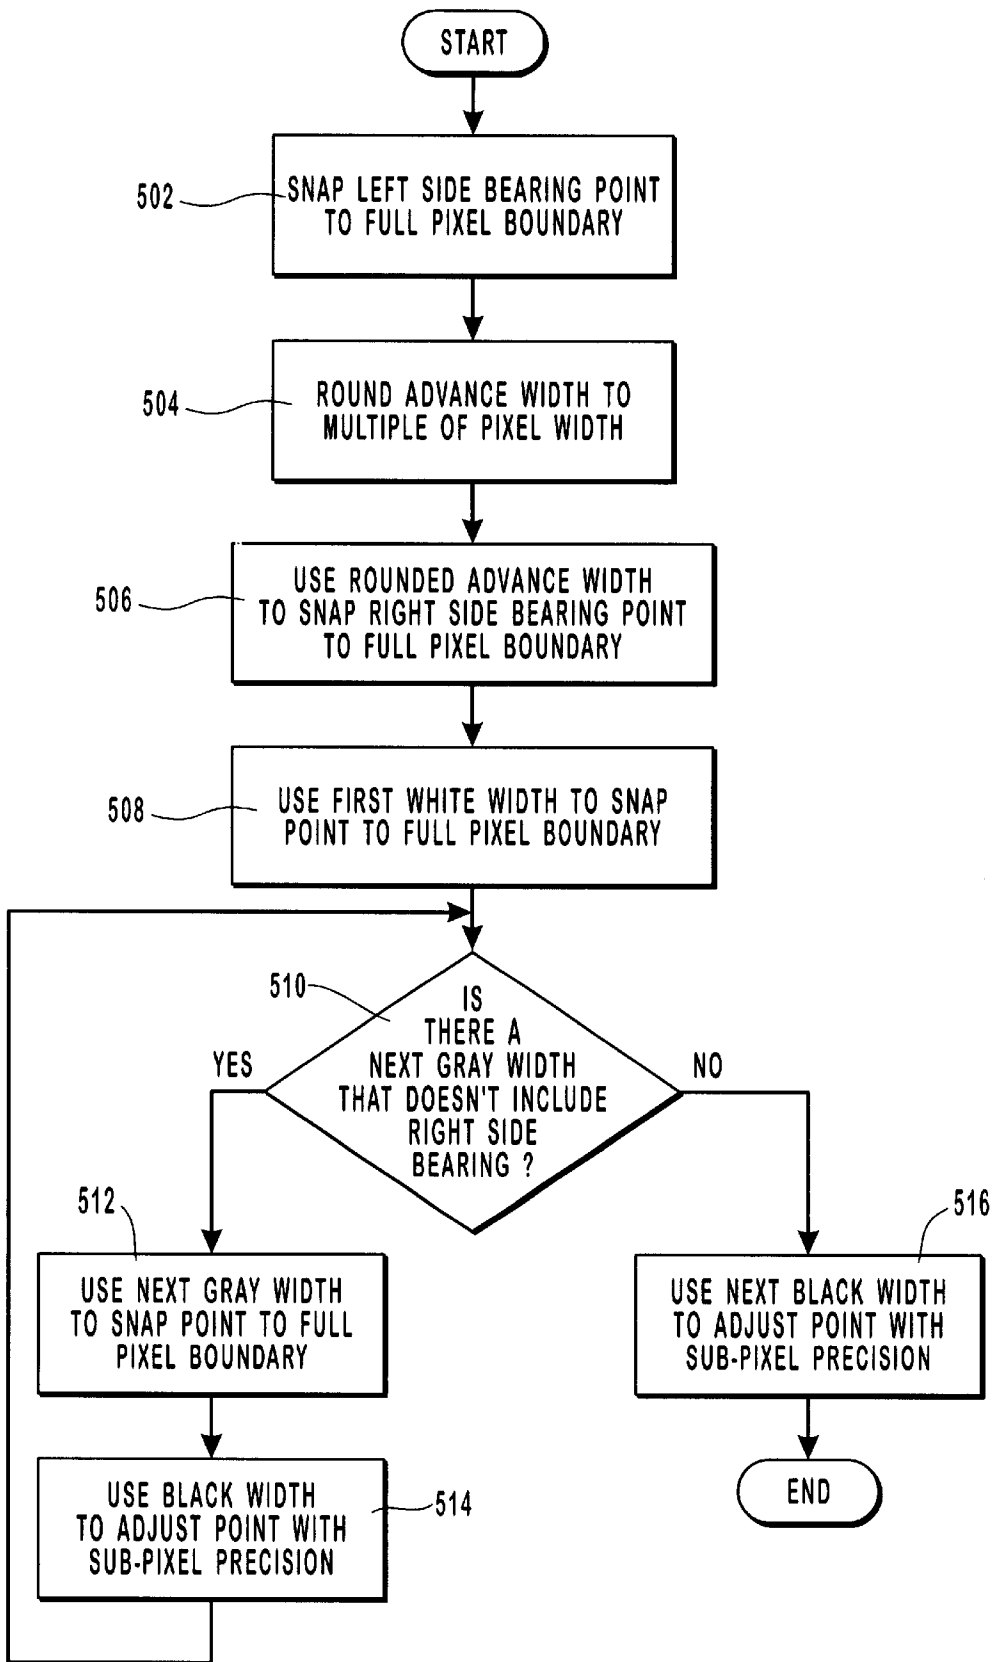 START
502
SNAP LEFT SIDE BEARING POINT
TO FULL PIXEL BOUNDARY
504
ROUND ADVANCE WIDTH TO
MULTIPLE OF PIXEL WIDTH
506
USE ROUNDED ADVANCE WIDTH
TO SNAP RIGHT SIDE BEARING POINT
TO FULL PIXEL BOUNDARY
508
USE FIRST WHITE WIDTH TO SNAP
POINT TO FULL PIXEL BOUNDARY
510
IS
THERE A
NEXT GRAY WIDTH
THAT DOESN'T INCLUDE
RIGHT SIDE
BEARING ?
YES
NO
512
USE NEXT GRAY WIDTH
TO SNAP POINT TO FULL
PIXEL BOUNDARY
514
USE BLACK WIDTH
TO ADJUST POINT WITH
SUB-PIXEL PRECISION
516
USE NEXT BLACK WIDTH
TO ADJUST POINT WITH
SUB-PIXEL PRECISION
END